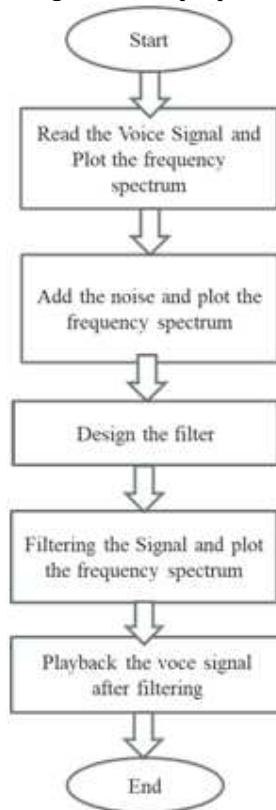 Start
Read the Voice Signal and
Plot the frequency
spectrum
Add the noise and plot the
frequency spectrum
Design the filter
Filtering the Signal and plot
the frequency spectrum
Playback the voce signal
after filtering
End